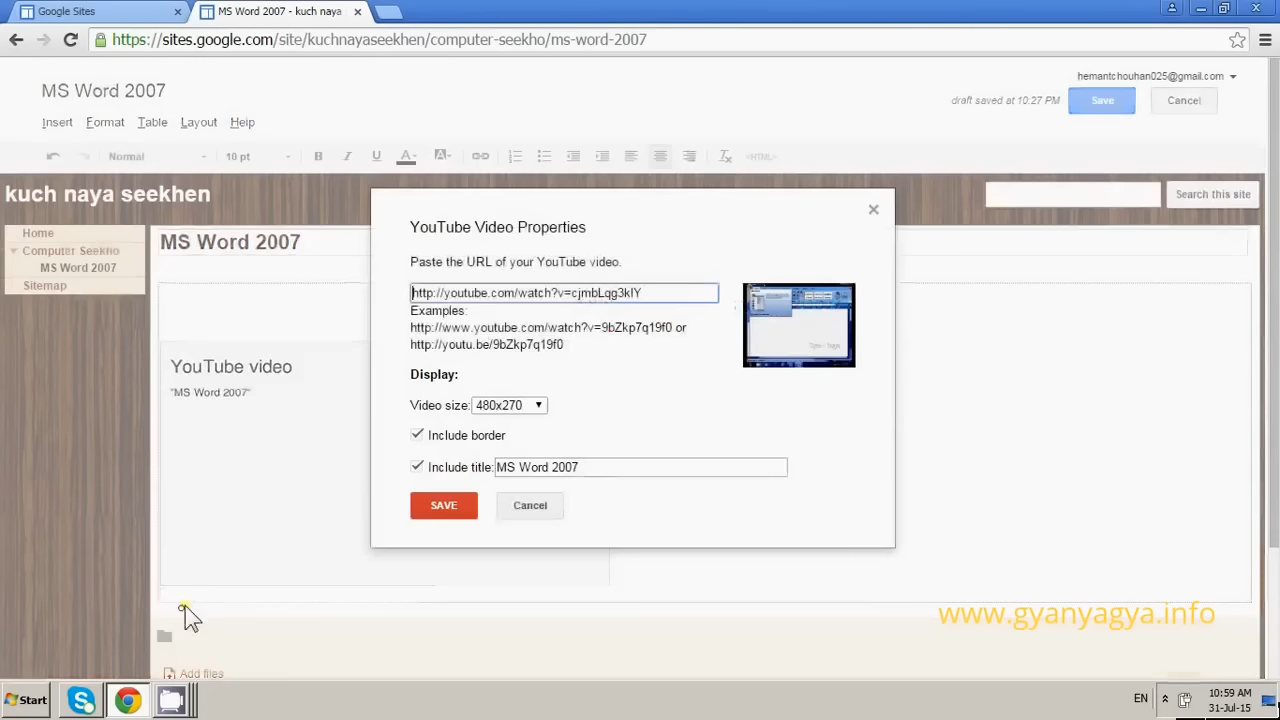 Google Sites
MS Word 2007 - kuch naya
https://sites.google.com/site/kuchnayaseekhen/computer-seekho/ms-word-2007
MS Word 2007
hemantchouhan025@gmail.com
draft saved at 10:27 PM
Save
Cancel
Insert Format Table Layout Help
Normal 10 pt B I U A A <HTML>
kuch naya seekhen
Search this site
Home
Computer Seekho
MS Word 2007
Sitemap
MS Word 2007
YouTube video
"MS Word 2007"
YouTube Video Properties
Paste the URL of your YouTube video.
http://youtube.com/watch?v=cjmbLqg3kIY
Examples:
http://www.youtube.com/watch?v=9bZkp7q19f0 or
http://youtu.be/9bZkp7q19f0
Display:
Video size: 480x270
Include border
Include title: MS Word 2007
SAVE
Cancel
www.gyanyagya.info
Add files
Start
EN
10:59 AM
31-Jul-15